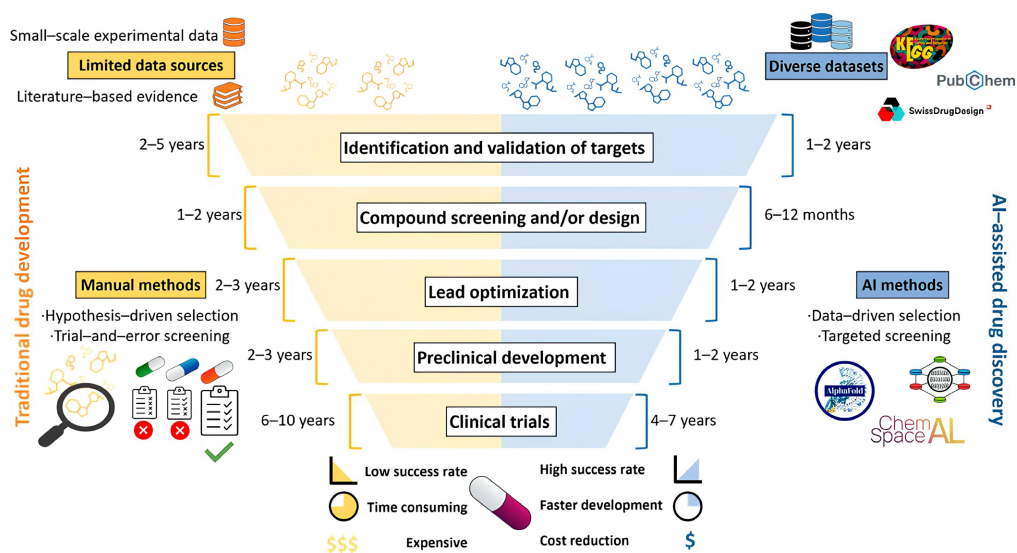 Small–scale experimental data
Limited data sources
Literature–based evidence
Diverse datasets
KEGG
PubChem
SwissDrugDesign
2–5 years
Identification and validation of targets
1–2 years
1–2 years
Compound screening and/or design
6–12 months
Traditional drug development
AI–assisted drug discovery
Manual methods
2–3 years
Lead optimization
1–2 years
AI methods
·Hypothesis–driven selection
·Trial–and–error screening
·Data–driven selection
·Targeted screening
2–3 years
Preclinical development
1–2 years
AlphaFold
6–10 years
Clinical trials
4–7 years
ChemSpaceAL
Low success rate
High success rate
Time consuming
Faster development
$$$
Expensive
Cost reduction
$